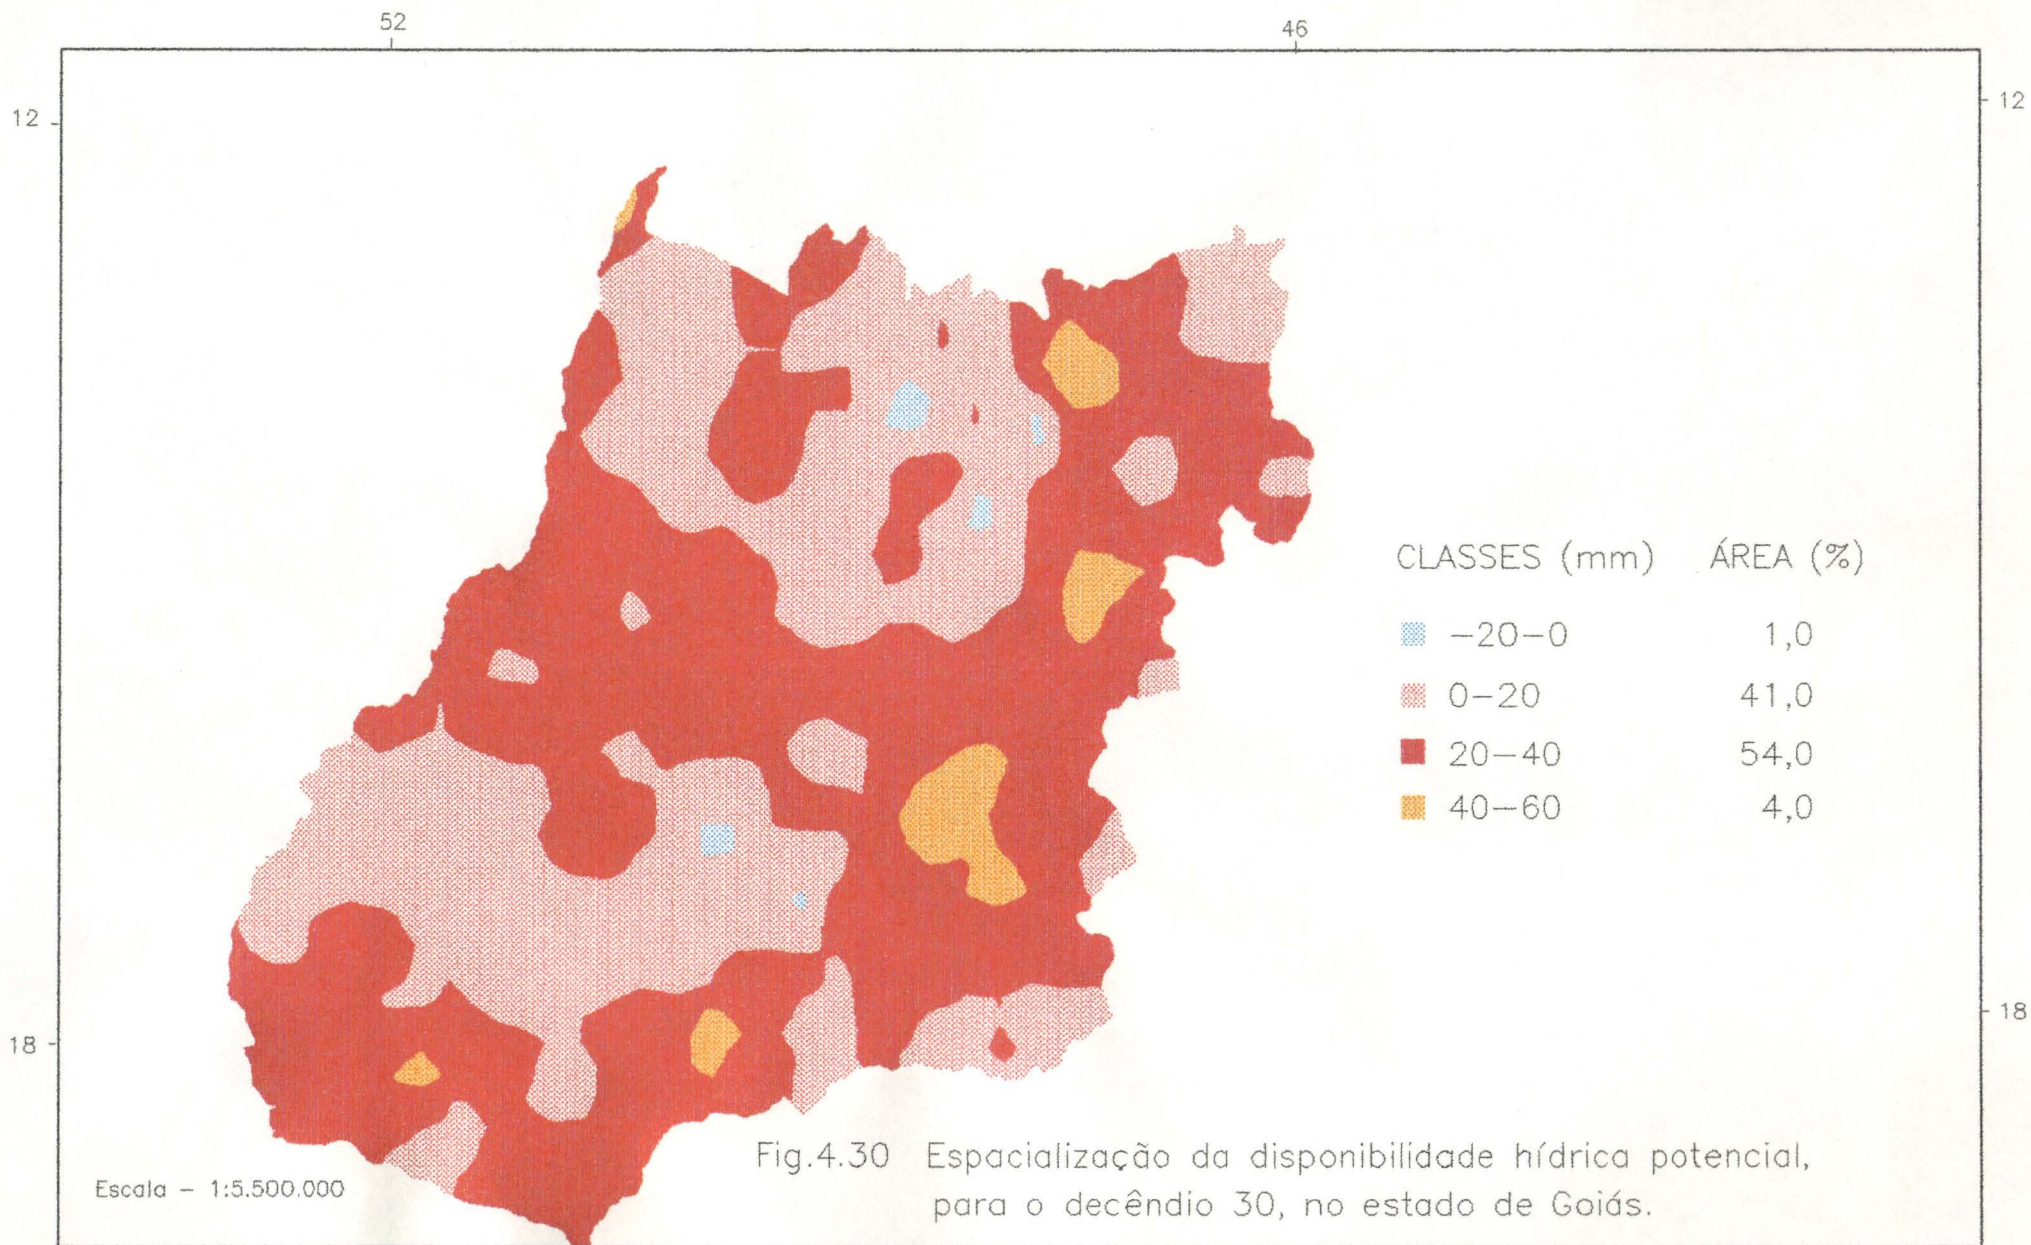 52 46
12 12
CLASSES (mm) ÁREA (%)
-20-0 1,0
0-20 41,0
20-40 54,0
40-60 4,0
18 18
Fig.4.30 Espacialização da disponibilidade hídrica potencial,
para o decêndio 30, no estado de Goiás.
Escala - 1:5.500.000